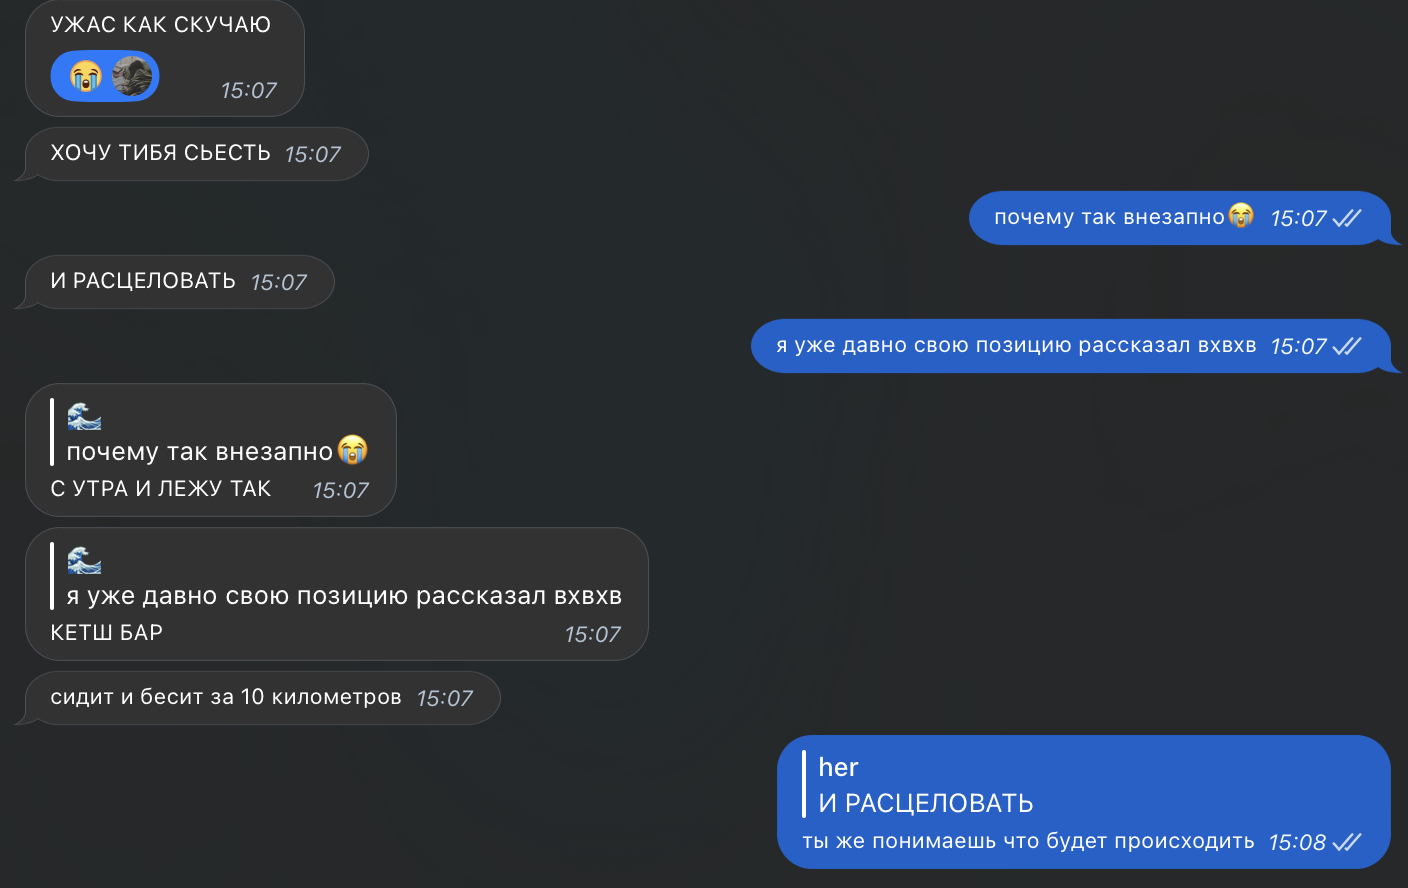 УЖАС КАК СКУЧАЮ
😭
15:07
ХОЧУ ТИБЯ СЬЕСТЬ 15:07
почему так внезапно😭 15:07
И РАСЦЕЛОВАТЬ 15:07
я уже давно свою позицию рассказал вхвхв 15:07
🌊
почему так внезапно😭
С УТРА И ЛЕЖУ ТАК 15:07
🌊
я уже давно свою позицию рассказал вхвхв
КЕТШ БАР 15:07
сидит и бесит за 10 километров 15:07
her
И РАСЦЕЛОВАТЬ
ты же понимаешь что будет происходить 15:08